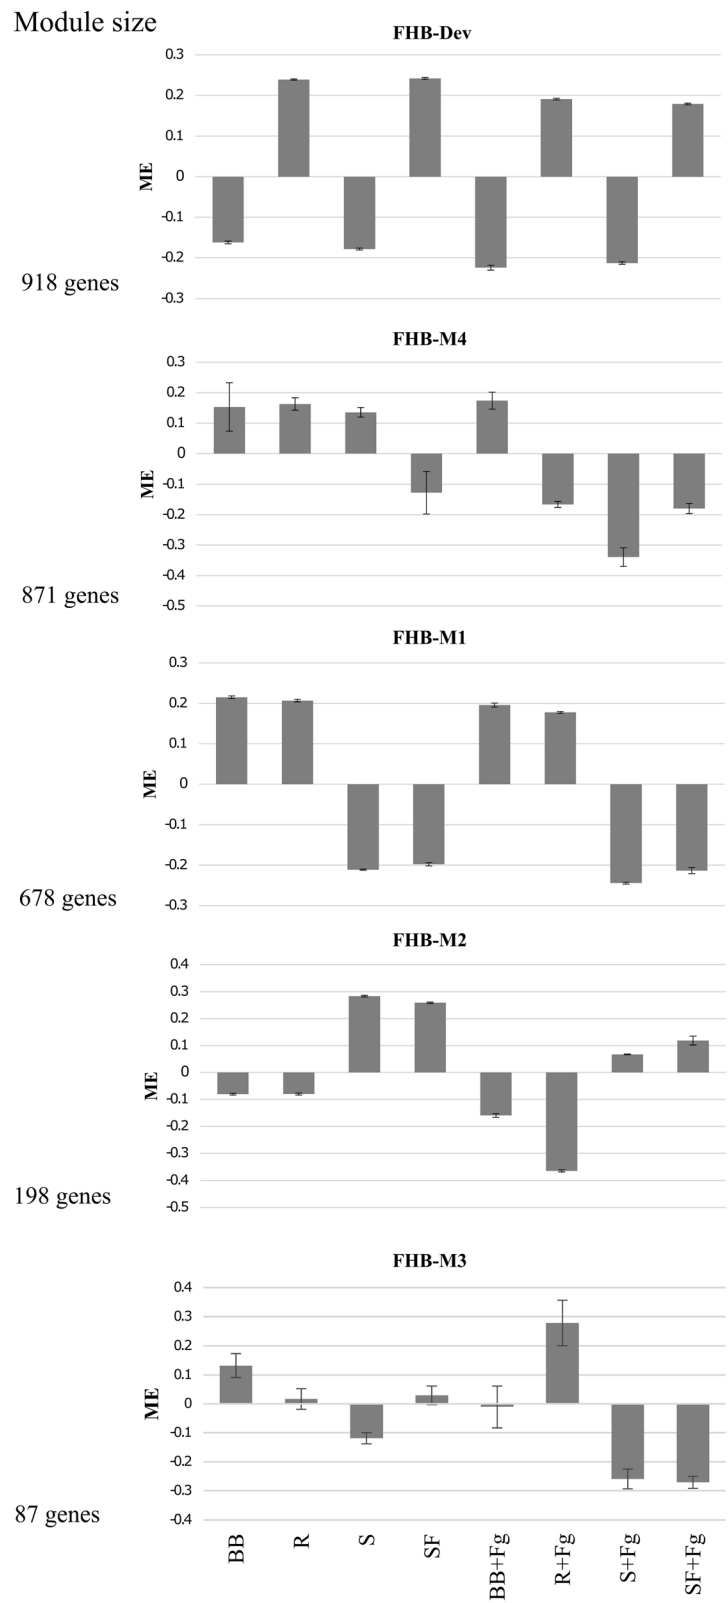 Module size
FHB-Dev
0.3
0.2
0.1
0
-0.1
-0.2
-0.3
ME
918 genes
FHB-M4
0.3
0.2
0.1
0
-0.1
-0.2
-0.3
-0.4
-0.5
ME
871 genes
FHB-M1
0.3
0.2
0.1
0
-0.1
-0.2
-0.3
ME
678 genes
FHB-M2
0.4
0.3
0.2
0.1
0
-0.1
-0.2
-0.3
-0.4
-0.5
ME
198 genes
FHB-M3
0.4
0.3
0.2
0.1
0
-0.1
-0.2
-0.3
-0.4
ME
87 genes
BB
R
S
SF
BB+Fg
R+Fg
S+Fg
SF+Fg